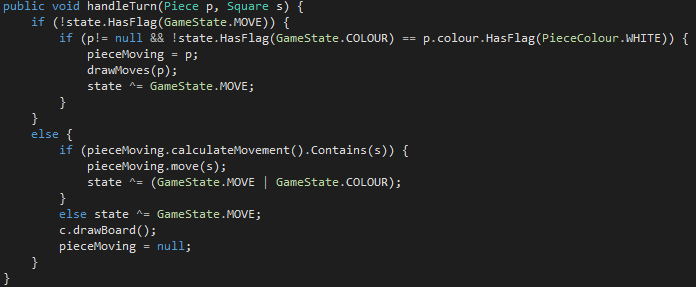 public void handleTurn(Piece p, Square s) {
    if (!state.HasFlag(GameState.MOVE)) {
        if (p!= null && !state.HasFlag(GameState.COLOUR) == p.colour.HasFlag(PieceColour.WHITE)) {
            pieceMoving = p;
            drawMoves(p);
            state ^= GameState.MOVE;
        }
    }
    else {
        if (pieceMoving.calculateMovement().Contains(s)) {
            pieceMoving.move(s);
            state ^= (GameState.MOVE | GameState.COLOUR);
        }
        else state ^= GameState.MOVE;
        c.drawBoard();
        pieceMoving = null;
    }
}